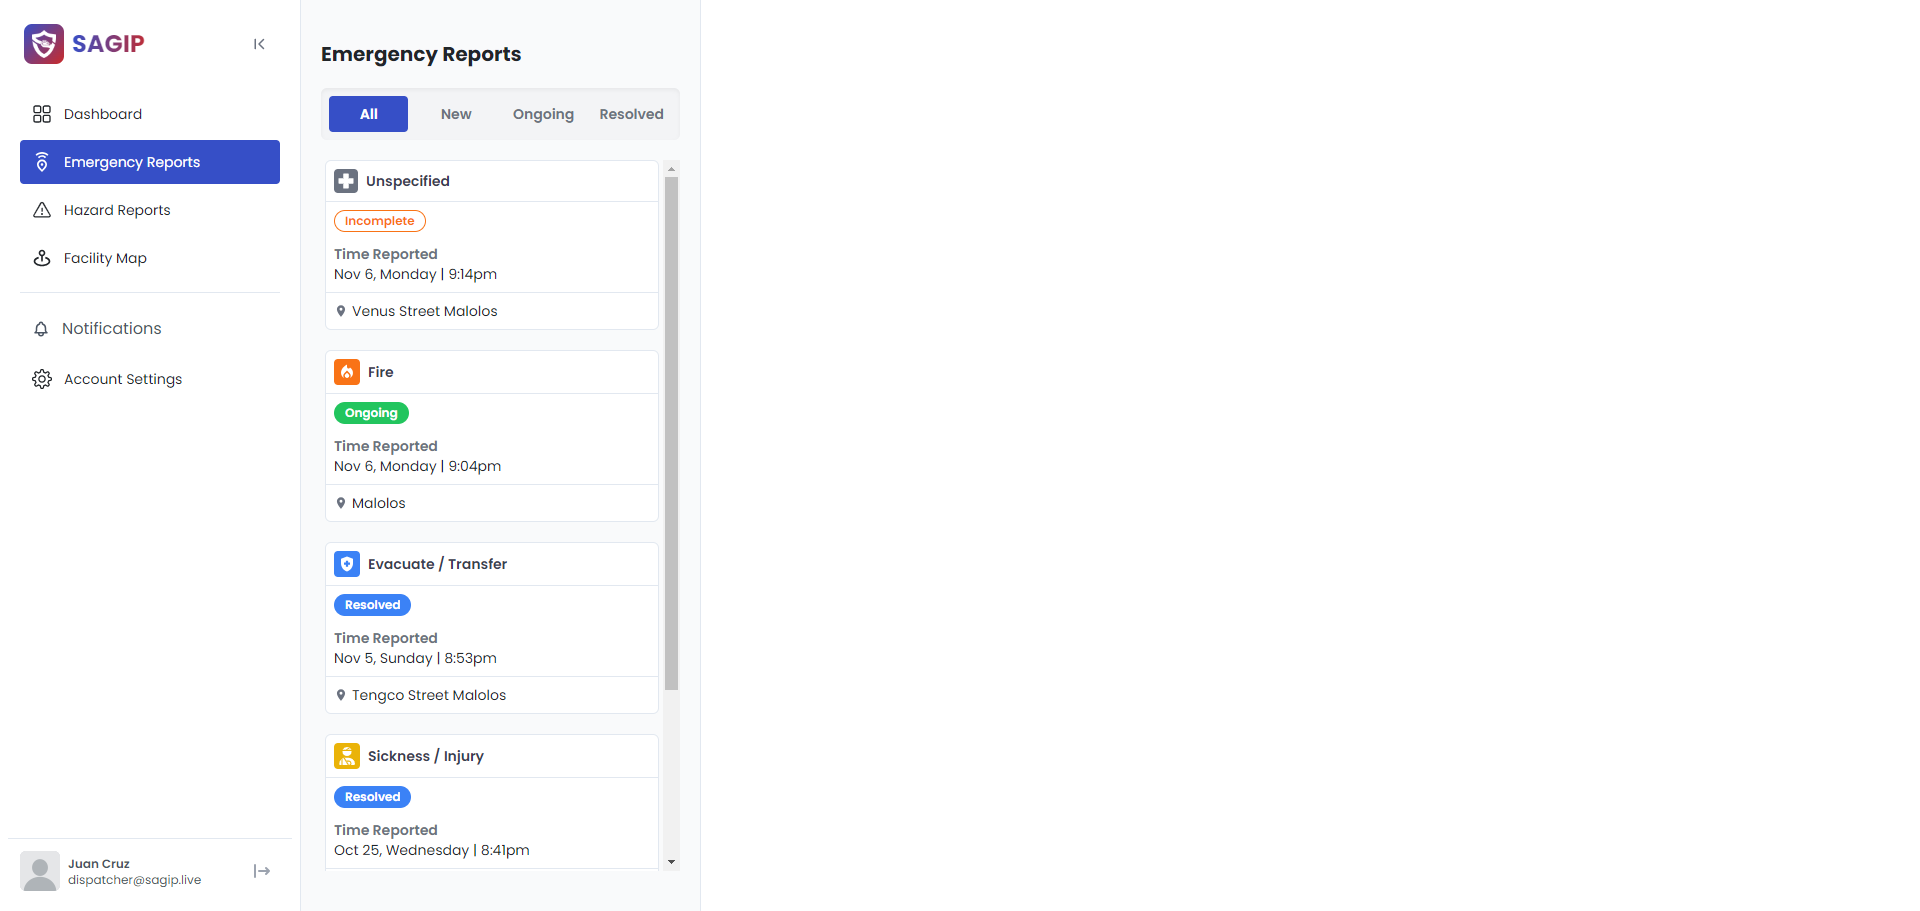 SAGIP
Dashboard
Emergency Reports
Hazard Reports
Facility Map
Notifications
Account Settings
Juan Cruz
dispatcher@sagip.live
Emergency Reports
All New Ongoing Resolved
Unspecified
Incomplete
Time Reported
Nov 6, Monday | 9:14pm
Venus Street Malolos
Fire
Ongoing
Time Reported
Nov 6, Monday | 9:04pm
Malolos
Evacuate / Transfer
Resolved
Time Reported
Nov 5, Sunday | 8:53pm
Tengco Street Malolos
Sickness / Injury
Resolved
Time Reported
Oct 25, Wednesday | 8:41pm